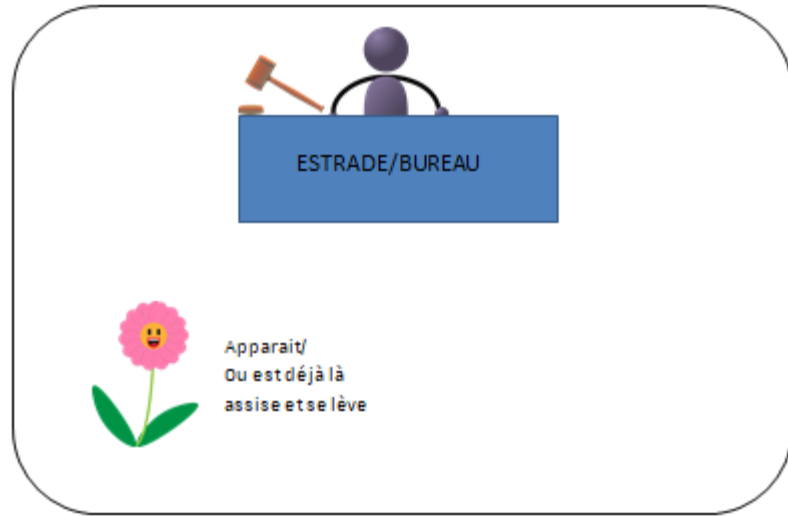 ESTRADE/BUREAU
Apparait/
Ou est déjà là
assise et se lève